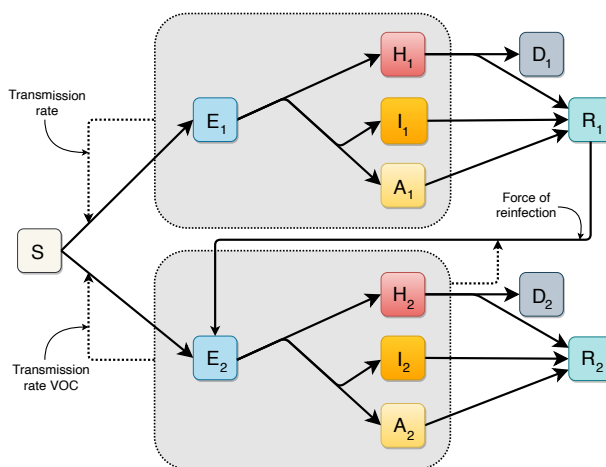 H1
D1
Transmission
rate
E1
I1
R1
A1
Force of
reinfection
S
H2
D2
E2
I2
R2
Transmission
rate VOC
A2